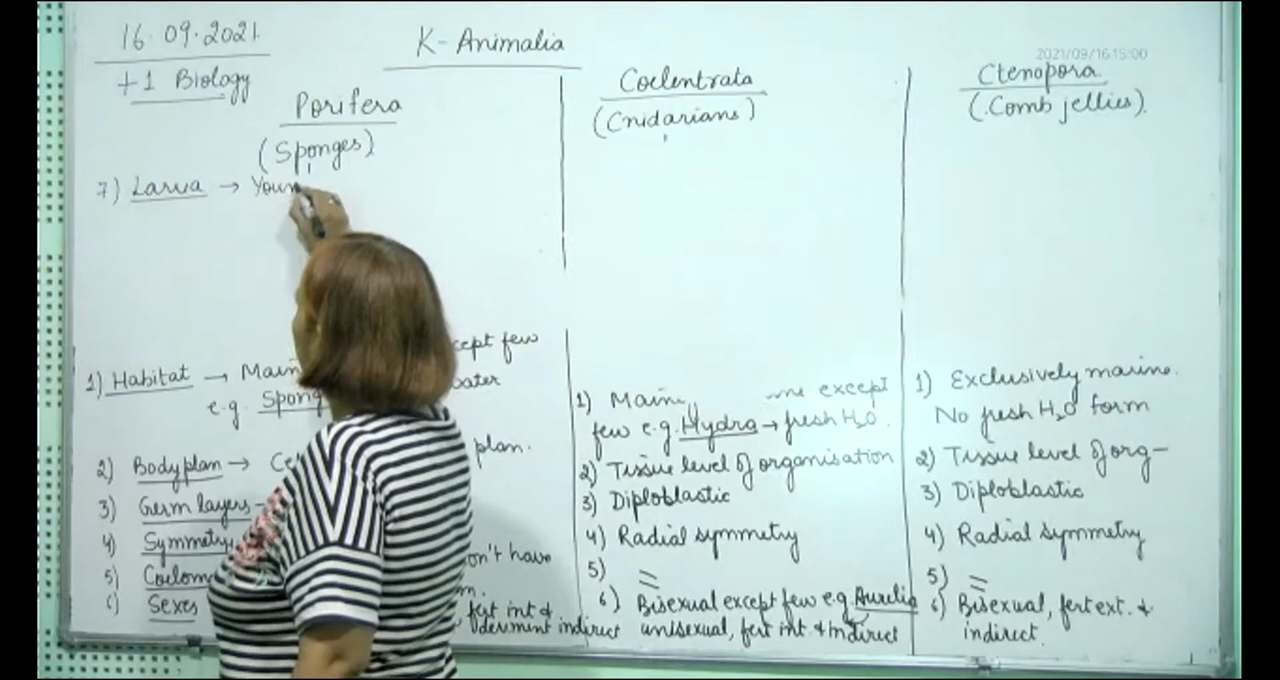 16.09.2021
K- Animalia
2021/09/16 15:00
+1 Biology
Porifera
(Sponges)
7) Larva → Youn
1) Habitat → Main cept few
e.g. Spong water
2) Body plan → Ce plan.
3) Germ layers
4) Symmetry
5) Coelom on't have
m.
6) Sexes fert int &
indirect
Coelentrata
(Cnidarians)
1) Main except
few e.g. Hydra → fresh H2O.
2) Tissue level of organisation
3) Diploblastic
4) Radial symmetry
5) =
6) Bisexual except few e.g. Aurelia
unisexual, fert int & Indirect
Ctenopora
(Comb jellies).
1) Exclusively marine.
No fresh H2O form
2) Tissue level of org-
3) Diploblastic
4) Radial symmetry
5) =
6) Bisexual, fert ext. &
indirect.